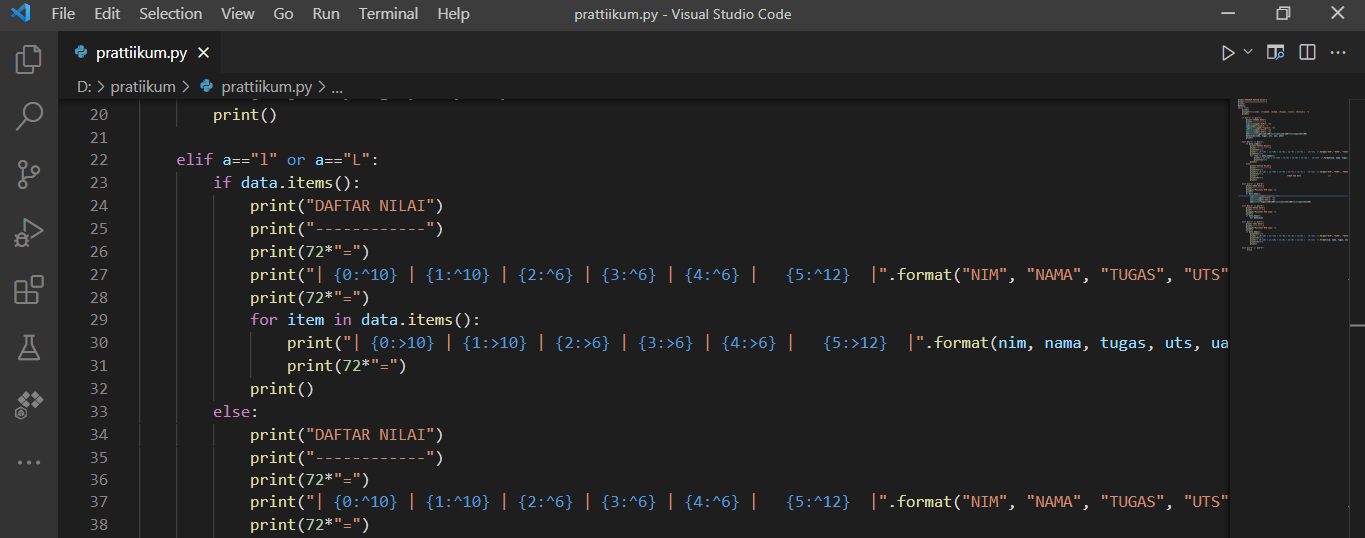 File Edit Selection View Go Run Terminal Help prattiikum.py - Visual Studio Code
prattiikum.py
D: > pratiikum > prattiikum.py > ...
20 print()
21
22 elif a=="l" or a=="L":
23 if data.items():
24 print("DAFTAR NILAI")
25 print("------------")
26 print(72*"=")
27 print("| {0:^10} | {1:^10} | {2:^6} | {3:^6} | {4:^6} |   {5:^12}  |".format("NIM", "NAMA", "TUGAS", "UTS"
28 print(72*"=")
29 for item in data.items():
30 print("| {0:>10} | {1:>10} | {2:>6} | {3:>6} | {4:>6} |   {5:>12}  |".format(nim, nama, tugas, uts, ua
31 print(72*"=")
32 print()
33 else:
34 print("DAFTAR NILAI")
35 print("------------")
36 print(72*"=")
37 print("| {0:^10} | {1:^10} | {2:^6} | {3:^6} | {4:^6} |   {5:^12}  |".format("NIM", "NAMA", "TUGAS", "UTS"
38 print(72*"=")